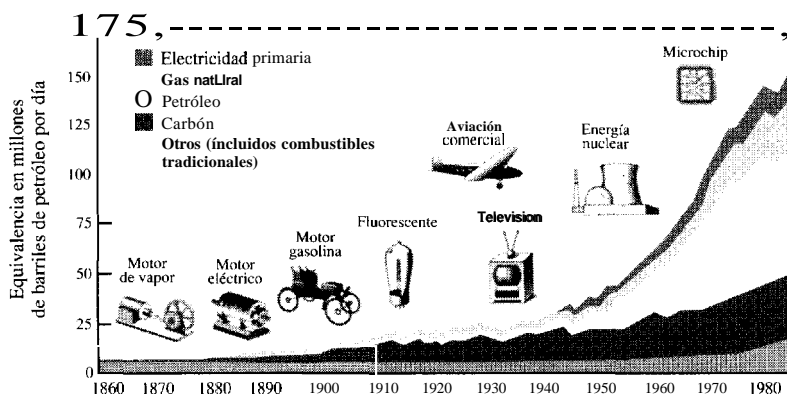 175,
Electricidad primaria
Gas natLlral
O Petróleo
Carbón
Otros (íncluidos combustibles
tradicionales)
Equivalencia en millones
de barriles de petróleo por día
150
125
100
75
50
25
0
Motor
de vapor
Motor
eléctrico
Motor
gasolina
Fluorescente
Aviación
comercial
Television
Energía
nuclear
Microchip
1860 1870 1880 1890 1900 1910 1920 1930 1940 1950 1960 1970 1980